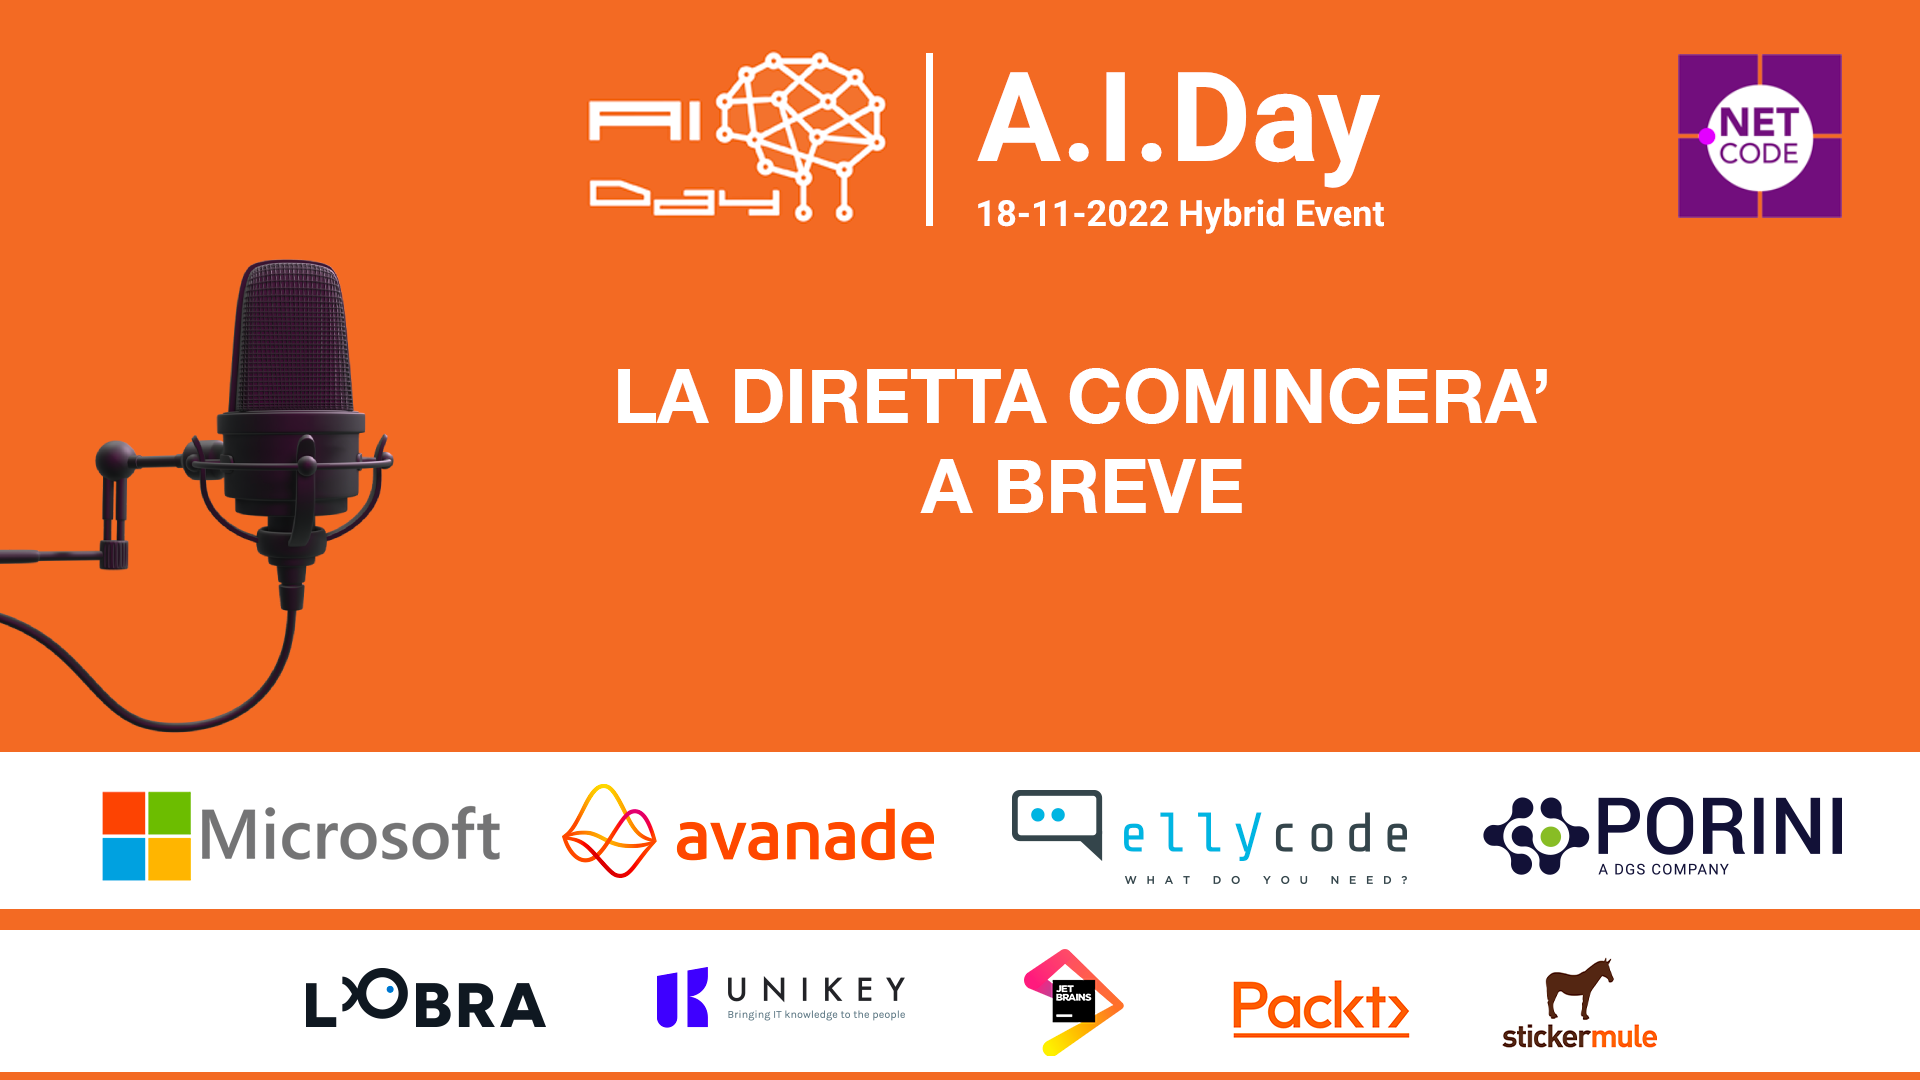 AI
Day
A.I.Day
18-11-2022 Hybrid Event
NET
CODE
LA DIRETTA COMINCERA’
A BREVE
Microsoft
avanade
ellycode
WHAT DO YOU NEED?
PORINI
A DGS COMPANY
LOBRA
UNIKEY
Bringing IT knowledge to the people
JET
BRAINS
Packt
stickermule